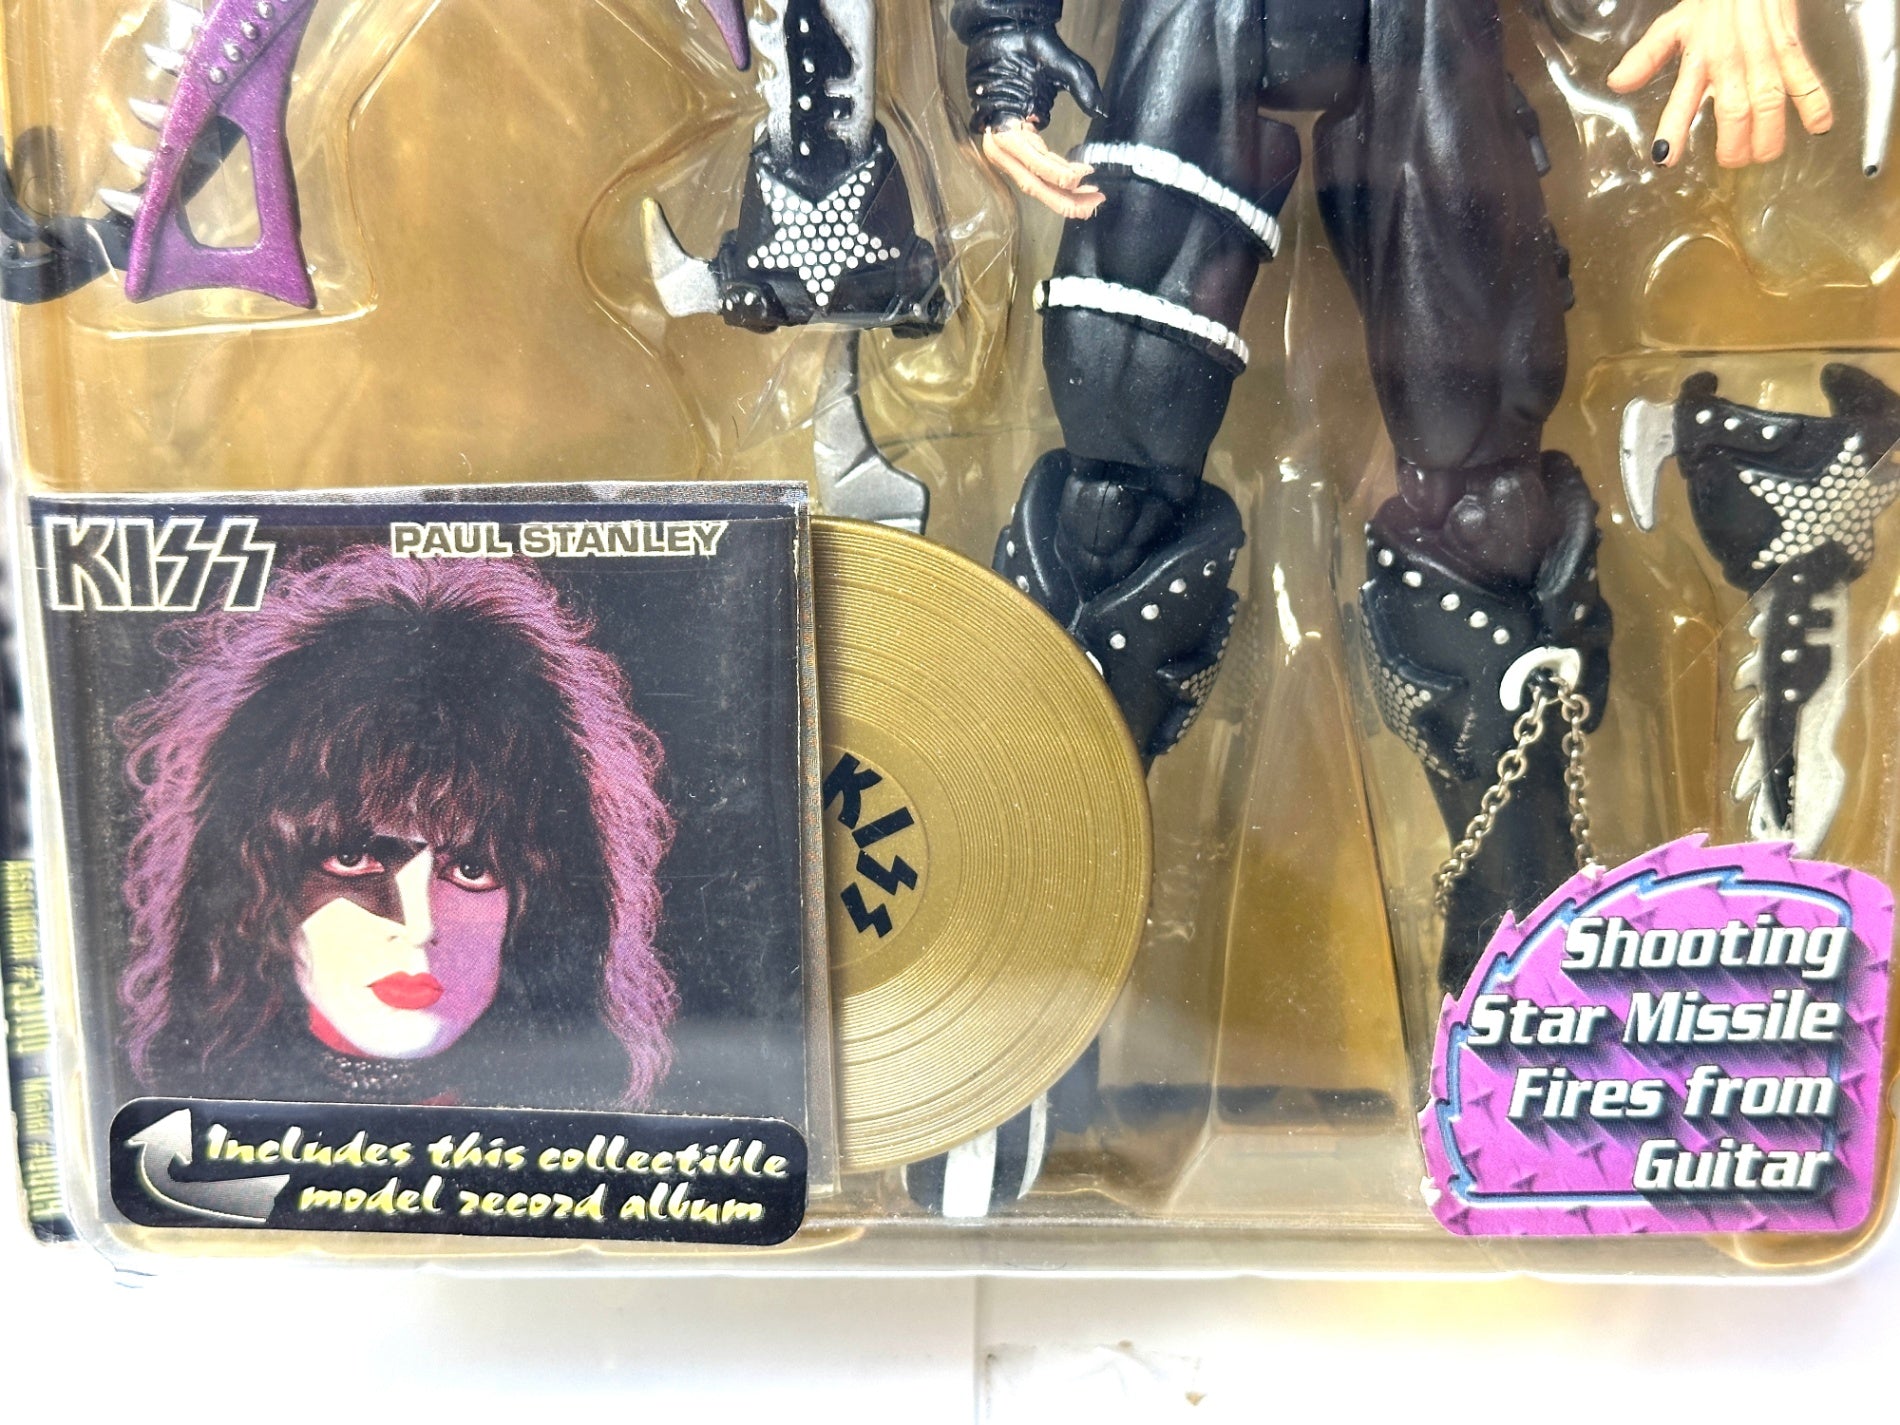 KISS
PAUL STANLEY
KISS
Includes this collectible
model record album
Shooting
Star Missile
Fires from
Guitar